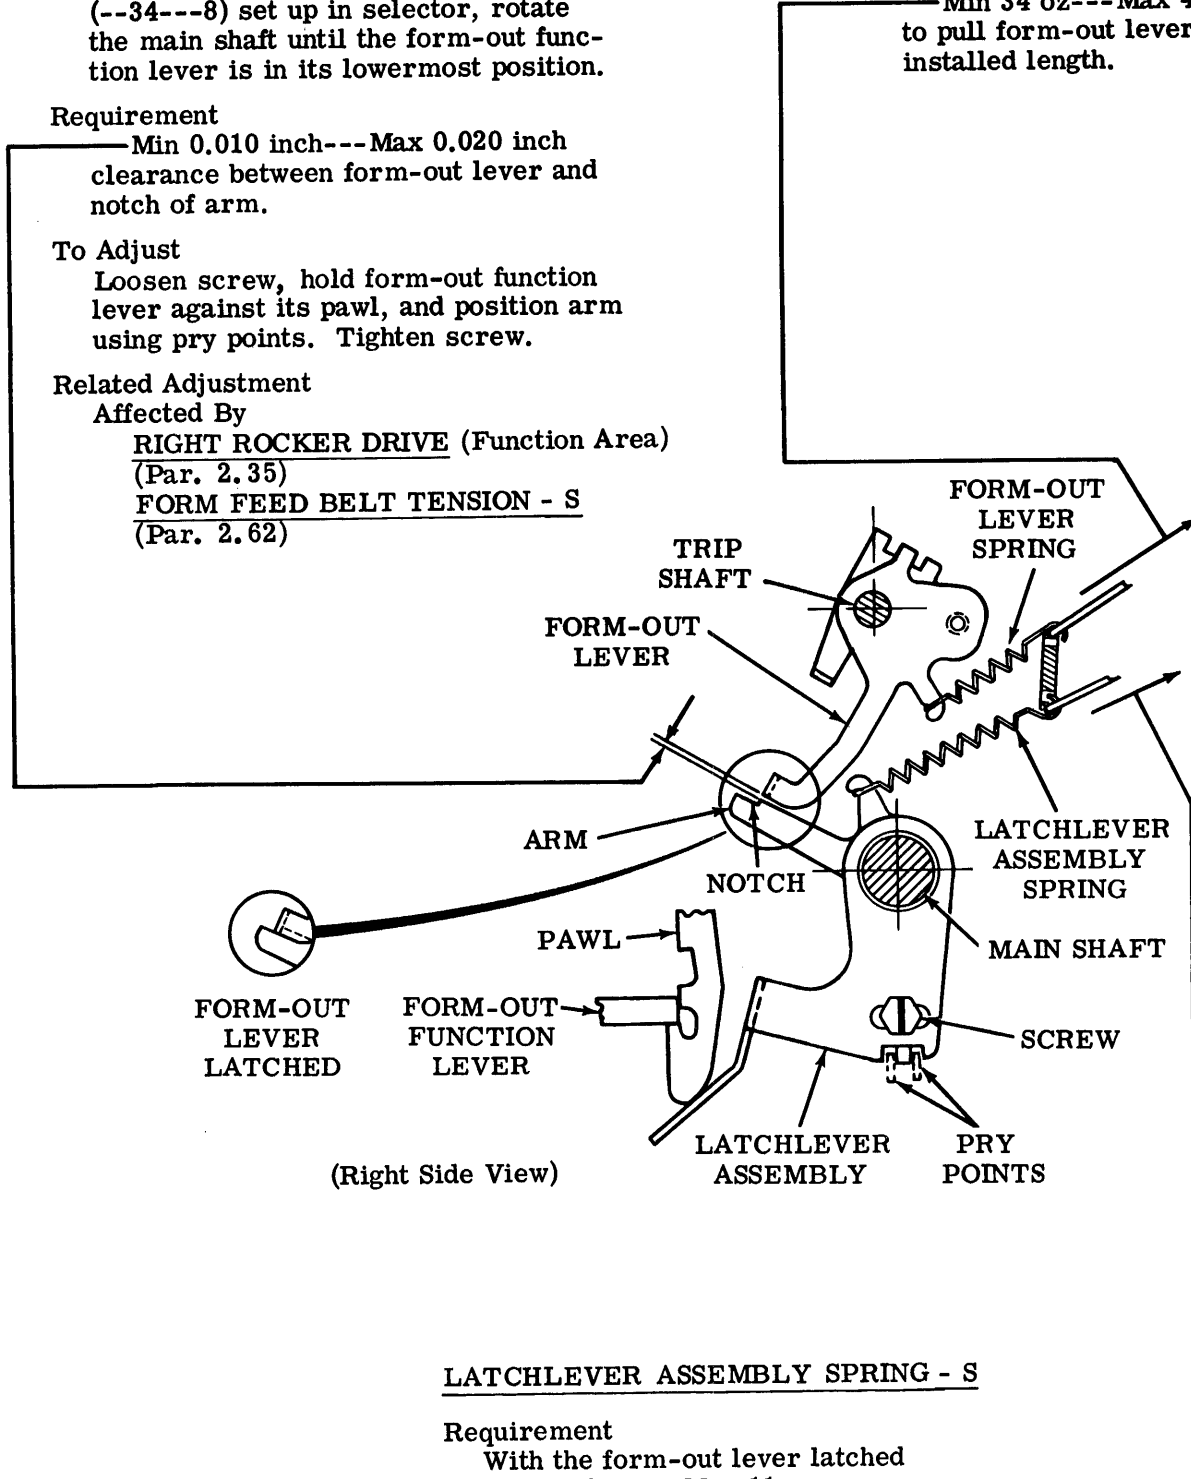 (--34---8) set up in selector, rotate
the main shaft until the form-out func-
tion lever is in its lowermost position.
Requirement
Min 0.010 inch---Max 0.020 inch
clearance between form-out lever and
notch of arm.
To Adjust
Loosen screw, hold form-out function
lever against its pawl, and position arm
using pry points. Tighten screw.
Related Adjustment
Affected By
RIGHT ROCKER DRIVE (Function Area)
(Par. 2.35)
FORM FEED BELT TENSION - S
(Par. 2.62)
Min 34 oz---Max
to pull form-out lever
installed length.
FORM-OUT
LEVER
SPRING
TRIP
SHAFT
FORM-OUT
LEVER
ARM
NOTCH
LATCHLEVER
ASSEMBLY
SPRING
PAWL
MAIN SHAFT
FORM-OUT
LEVER
LATCHED
FORM-OUT
FUNCTION
LEVER
SCREW
LATCHLEVER
ASSEMBLY
PRY
POINTS
(Right Side View)
LATCHLEVER ASSEMBLY SPRING - S
Requirement
With the form-out lever latched